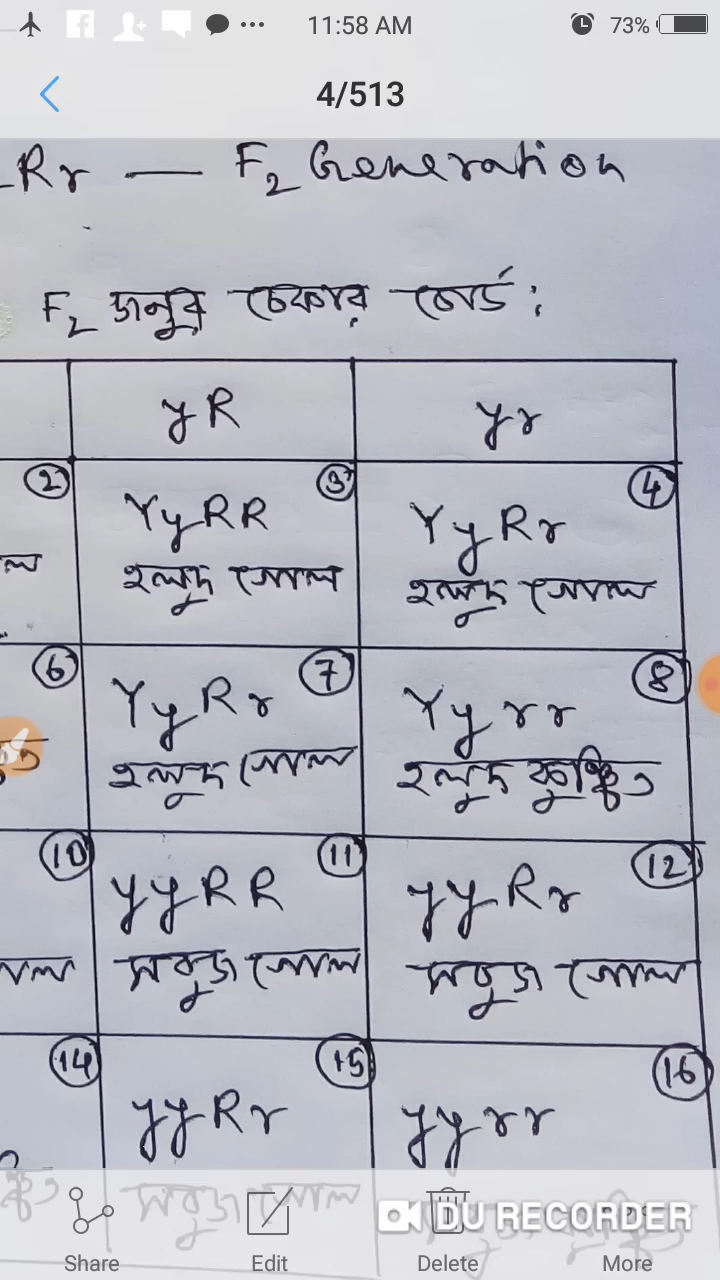 11:58 AM
73%
4/513
Rr — F₂ Generation
F₂ জনুর চেকার বোর্ড :
yR yr
② ③ ④
YyRR YyRr
হলুদ গোল হলুদ গোল
⑥ ⑦ ⑧
YyRr Yyrr
হলুদ গোল হলুদ কুঞ্চিত
⑩ ⑪ ⑫
yyRR yyRr
সবুজ গোল সবুজ গোল
⑭ ⑮ ⑯
yyRr yyrr
সবুজ গোল
DU RECORDER
Share Edit Delete More